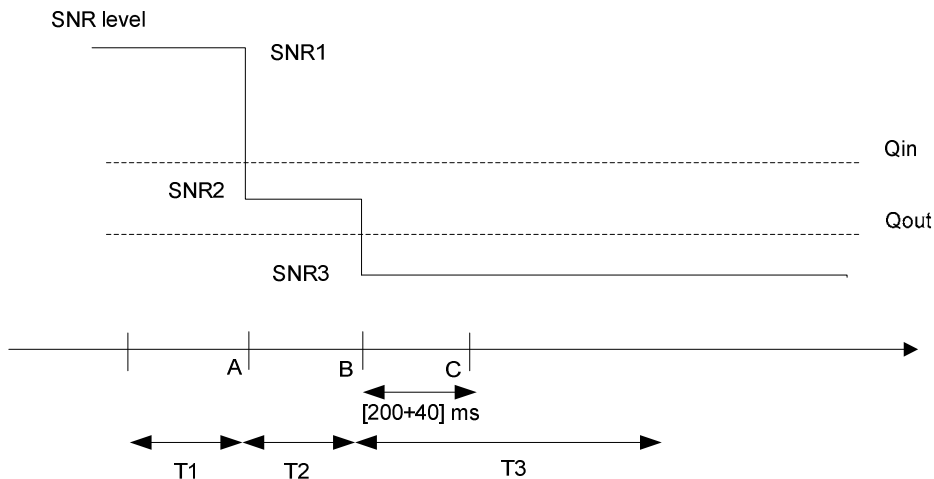 SNR level
SNR1
Qin
SNR2
Qout
SNR3
A
B
C
[200+40] ms
T1
T2
T3